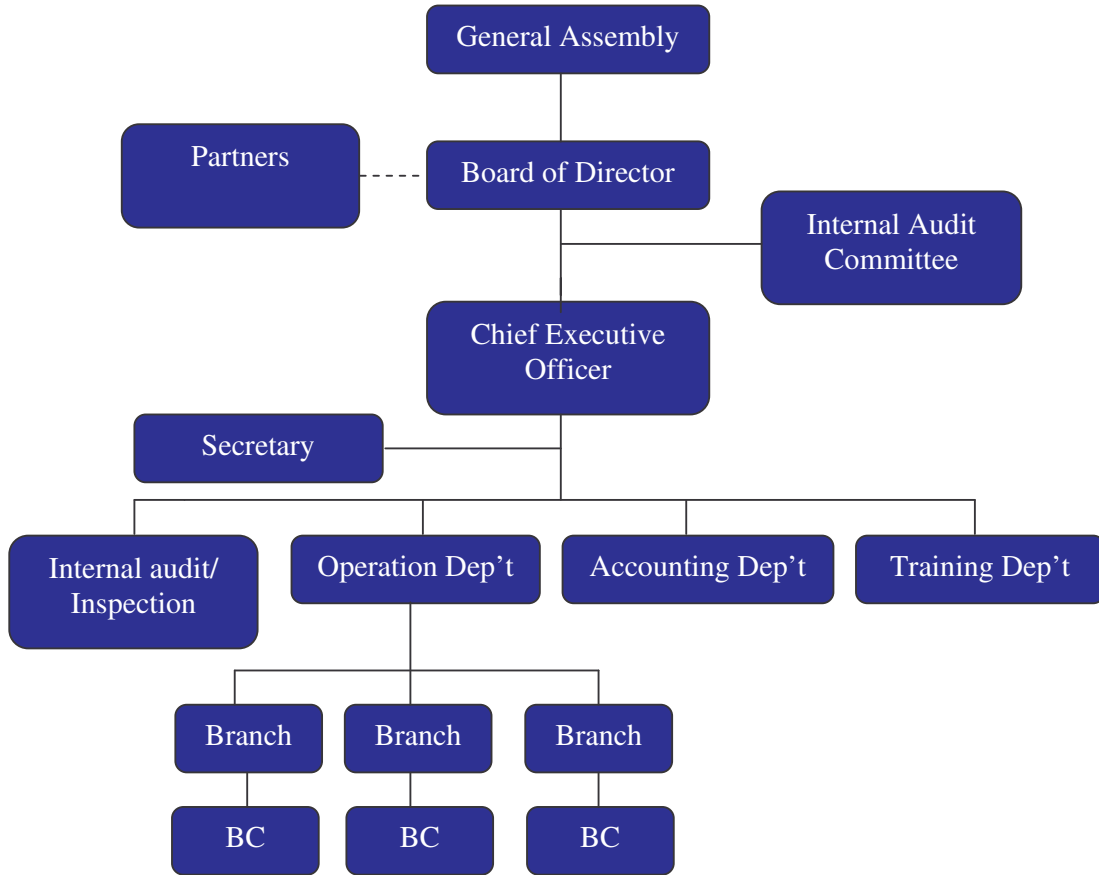 General Assembly
Partners
Board of Director
Internal Audit
Committee
Chief Executive
Officer
Secretary
Internal audit/
Inspection
Operation Dep't
Accounting Dep't
Training Dep't
Branch
Branch
Branch
BC
BC
BC